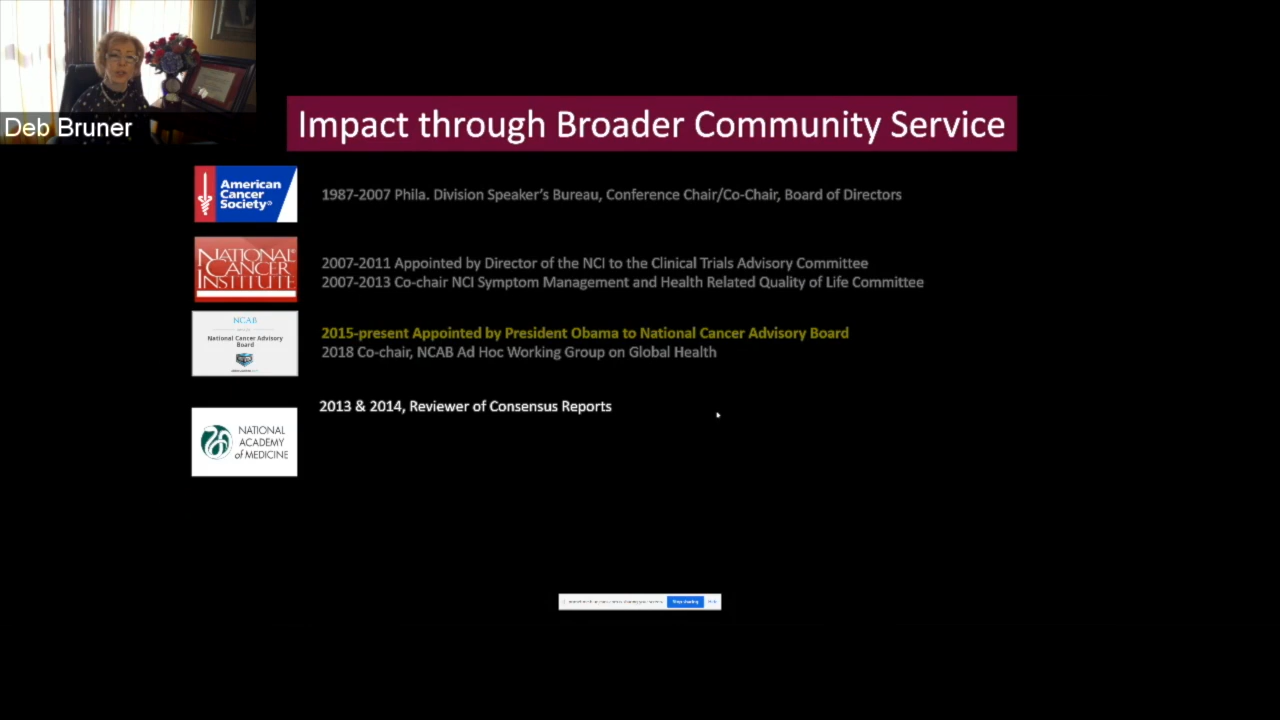 Deb Bruner
Impact through Broader Community Service
American
Cancer
Society®
1987-2007 Phila. Division Speaker's Bureau, Conference Chair/Co-Chair, Board of Directors
NATIONAL
CANCER
INSTITUTE
2007-2011 Appointed by Director of the NCI to the Clinical Trials Advisory Committee
2007-2013 Co-chair NCI Symptom Management and Health Related Quality of Life Committee
NCAB
National Cancer Advisory
Board
2015-present Appointed by President Obama to National Cancer Advisory Board
2018 Co-chair, NCAB Ad Hoc Working Group on Global Health
2013 & 2014, Reviewer of Consensus Reports
NATIONAL
ACADEMY
of MEDICINE
Stop sharing